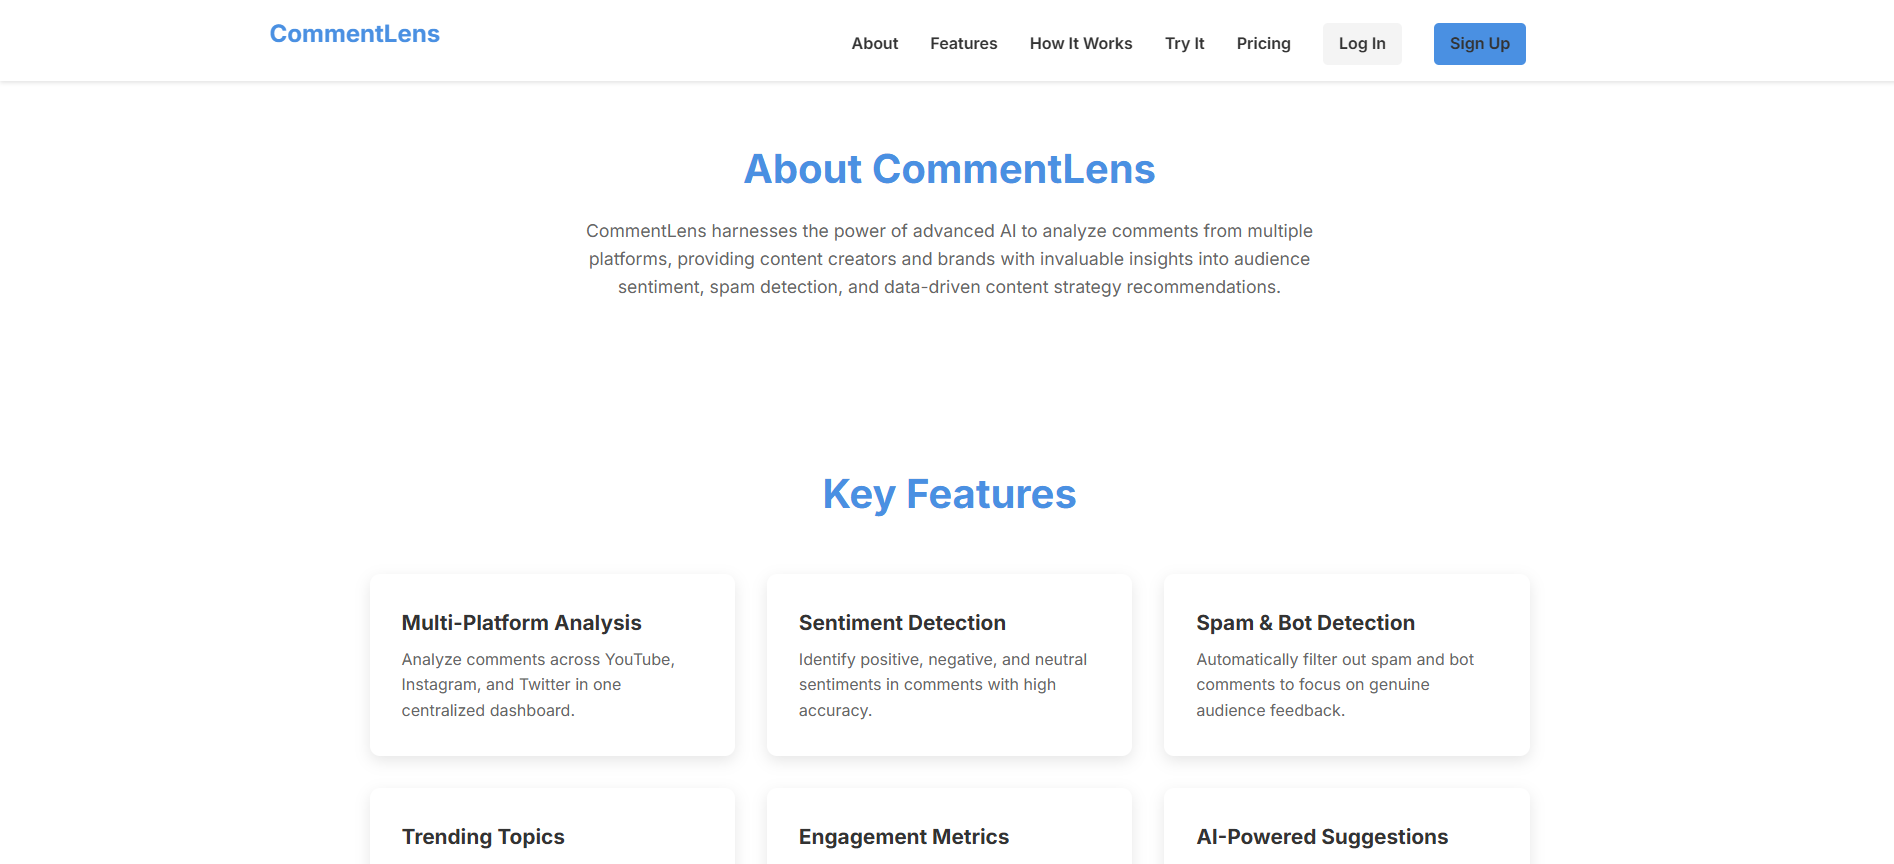 CommentLens
About
Features
How It Works
Try It
Pricing
Log In
Sign Up
About CommentLens
CommentLens harnesses the power of advanced AI to analyze comments from multiple
platforms, providing content creators and brands with invaluable insights into audience
sentiment, spam detection, and data-driven content strategy recommendations.
Key Features
Multi-Platform Analysis
Analyze comments across YouTube,
Instagram, and Twitter in one
centralized dashboard.
Sentiment Detection
Identify positive, negative, and neutral
sentiments in comments with high
accuracy.
Spam & Bot Detection
Automatically filter out spam and bot
comments to focus on genuine
audience feedback.
Trending Topics
Engagement Metrics
AI-Powered Suggestions